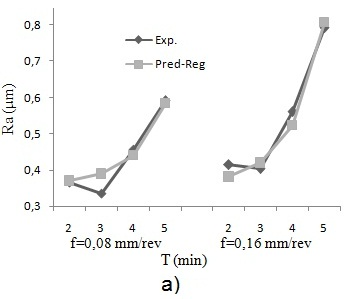 0,8
Exp.
Pred-Reg
0,7
Ra (μm)
0,6
0,5
0,4
0,3
2 3 4 5 2 3 4 5
f=0,08 mm/rev f=0,16 mm/rev
T (min)
a)